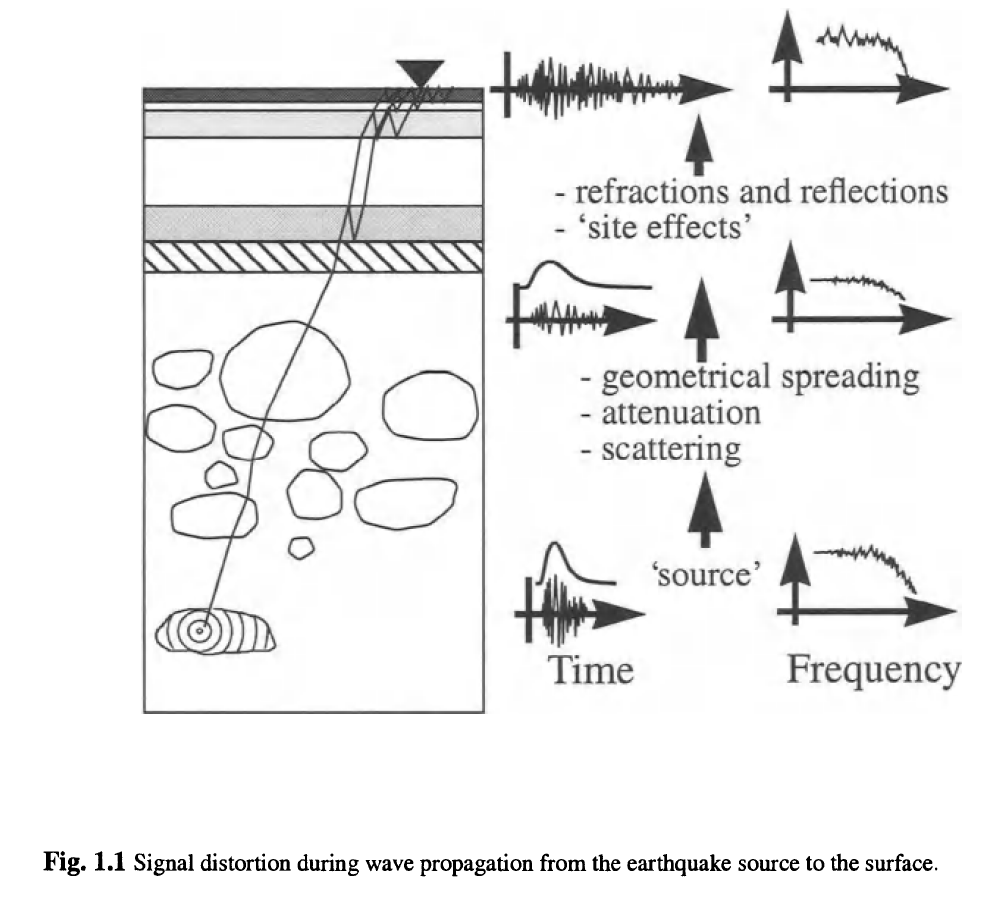 - refractions and reflections
- ‘site effects’
- geometrical spreading
- attenuation
- scattering
‘source’
Time
Frequency
Fig. 1.1 Signal distortion during wave propagation from the earthquake source to the surface.